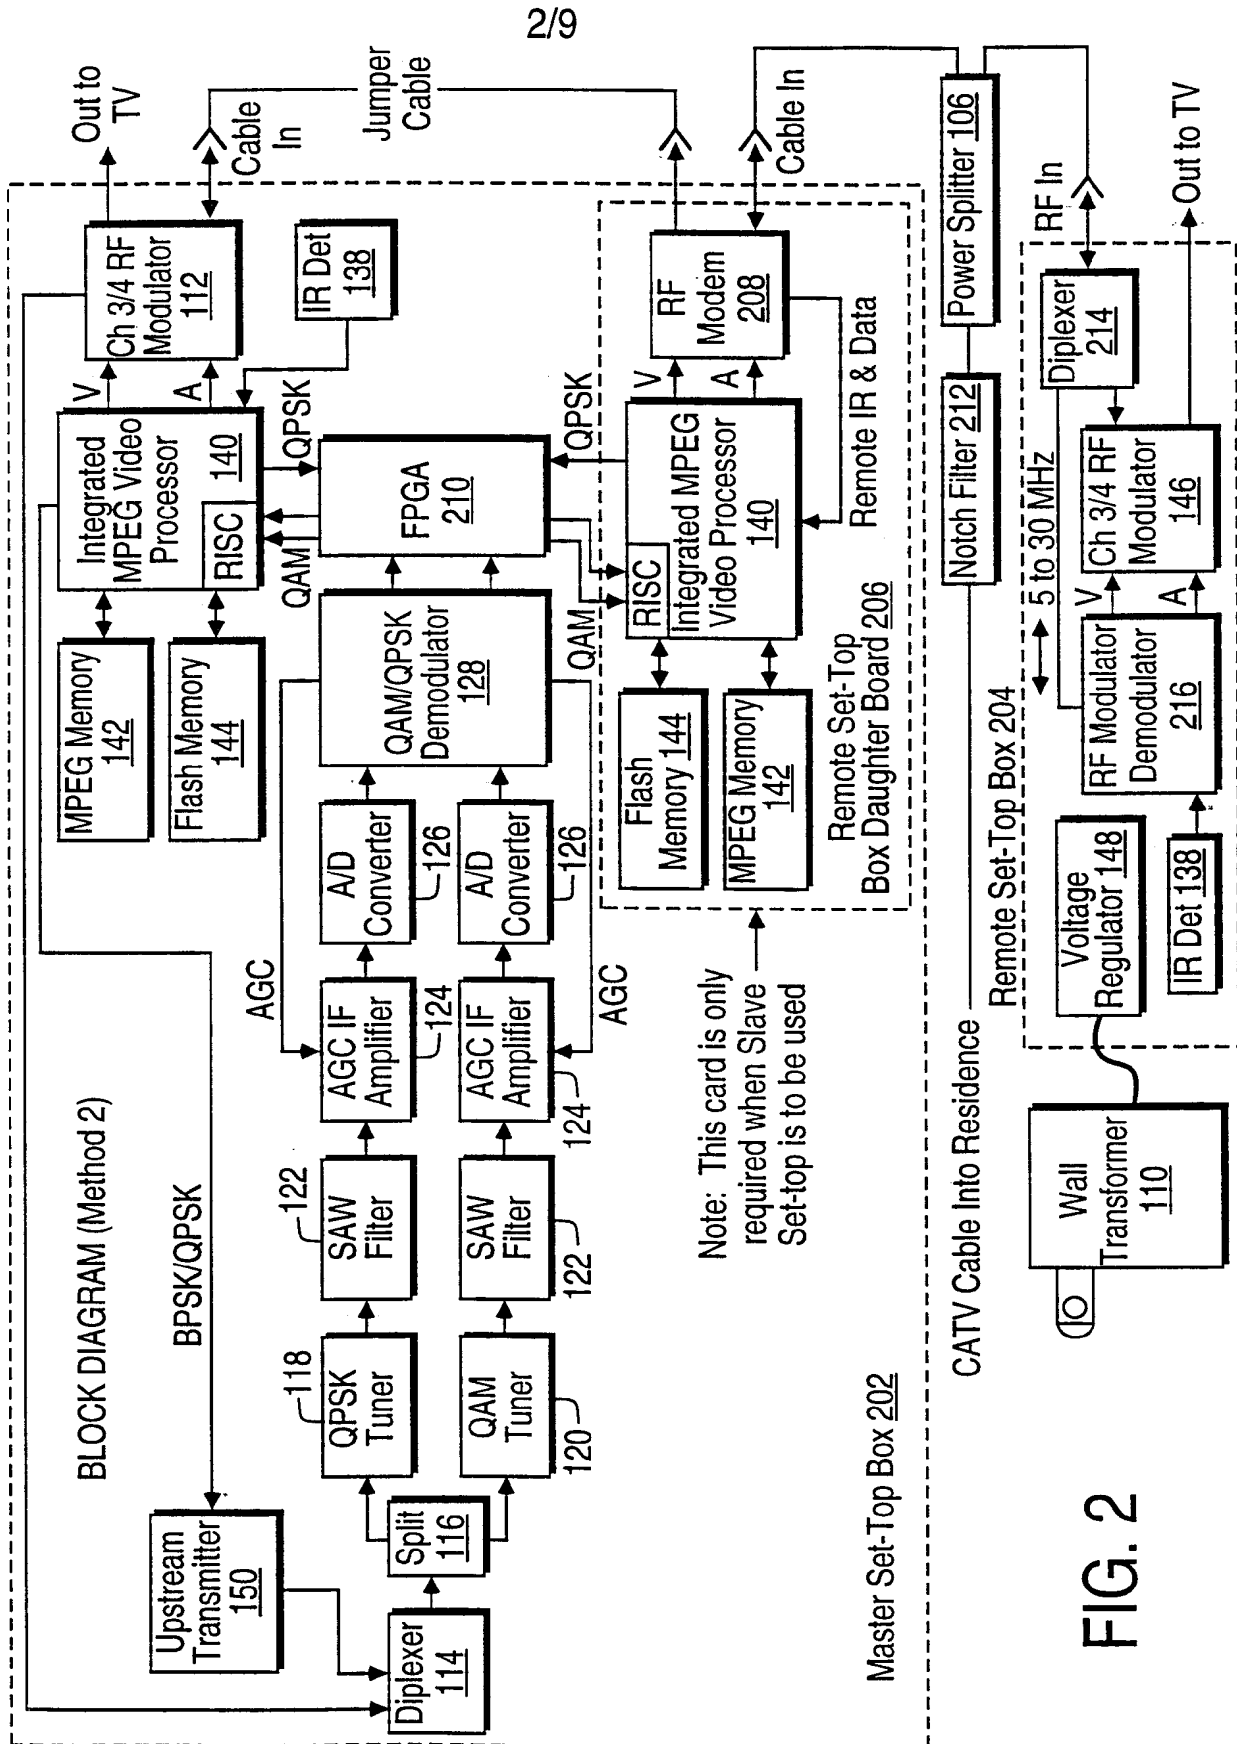 2/9
BLOCK DIAGRAM (Method 2)
BPSK/QPSK
Upstream
Transmitter
150
Diplexer
114
Split
116
QPSK
Tuner
118
QAM
Tuner
120
SAW
Filter
122
SAW
Filter
122
AGC
AGC IF
Amplifier
124
AGC IF
Amplifier
124
AGC
A/D
Converter
126
A/D
Converter
126
QAM/QPSK
Demodulator
128
FPGA
210
QAM
QPSK
QAM
QPSK
MPEG Memory
142
Flash Memory
144
Integrated
MPEG Video
Processor
140
RISC
V
A
Ch 3/4 RF
Modulator
112
IR Det
138
Out to
TV
Cable
In
Jumper
Cable
Flash
Memory 144
MPEG Memory
142
RISC
Integrated MPEG
Video Processor
140
V
A
RF
Modem
208
Cable In
Remote IR & Data
Remote Set-Top
Box Daughter Board 206
Note: This card is only
required when Slave
Set-top is to be used
Master Set-Top Box 202
CATV Cable Into Residence
Notch Filter 212
Power Splitter 106
RF In
Remote Set-Top Box 204
5 to 30 MHz
Diplexer
214
Wall
Transformer
110
Voltage
Regulator 148
IR Det 138
RF Modulator
Demodulator
216
V
A
Ch 3/4 RF
Modulator
146
Out to TV
FIG. 2